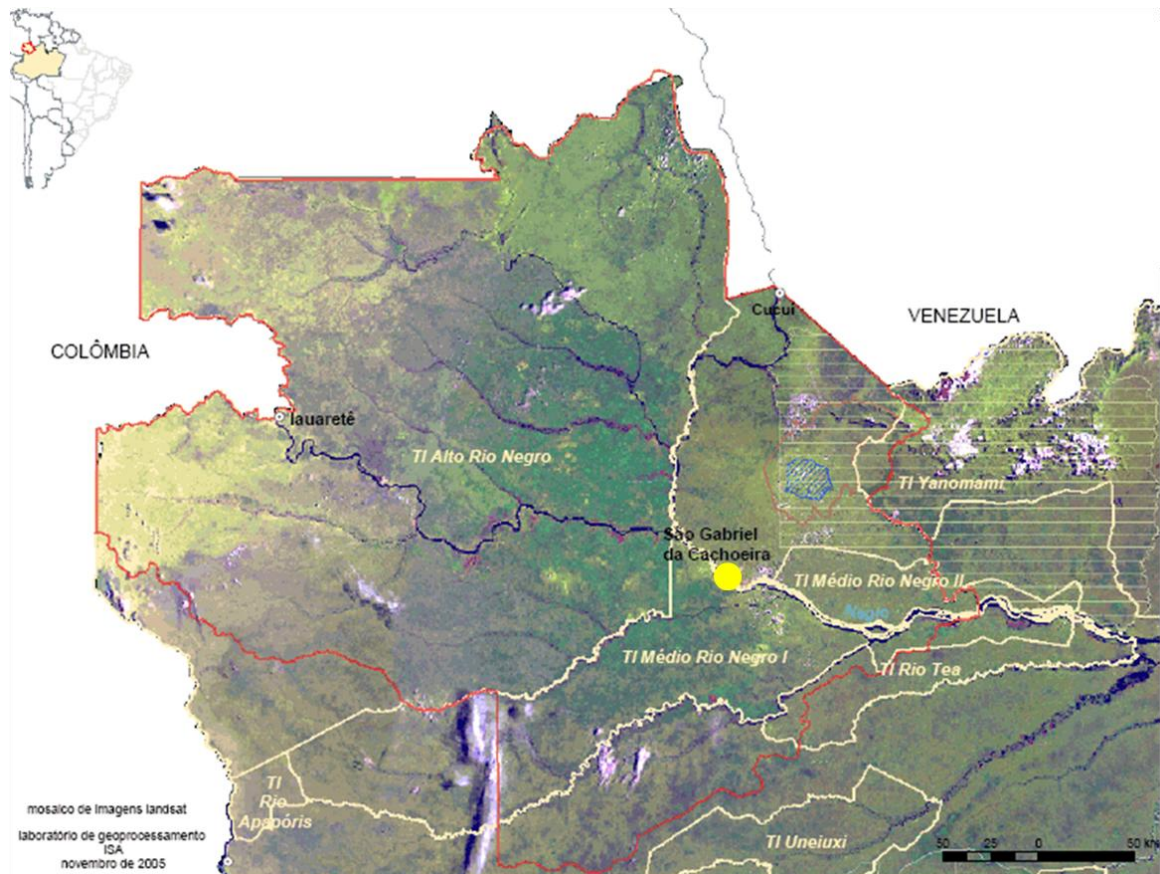 COLÔMBIA
VENEZUELA
Cucuí
Iauaretê
TI Alto Rio Negro
TI Yanomami
São Gabriel
da Cachoeira
TI Médio Rio Negro II
Negro
TI Médio Rio Negro I
TI Rio Tea
TI
Rio
Apapóris
TI Uneiuxi
mosaico de imagens landsat
laboratório de geoprocessamento
ISA
novembro de 2005
50 25 0 50 km